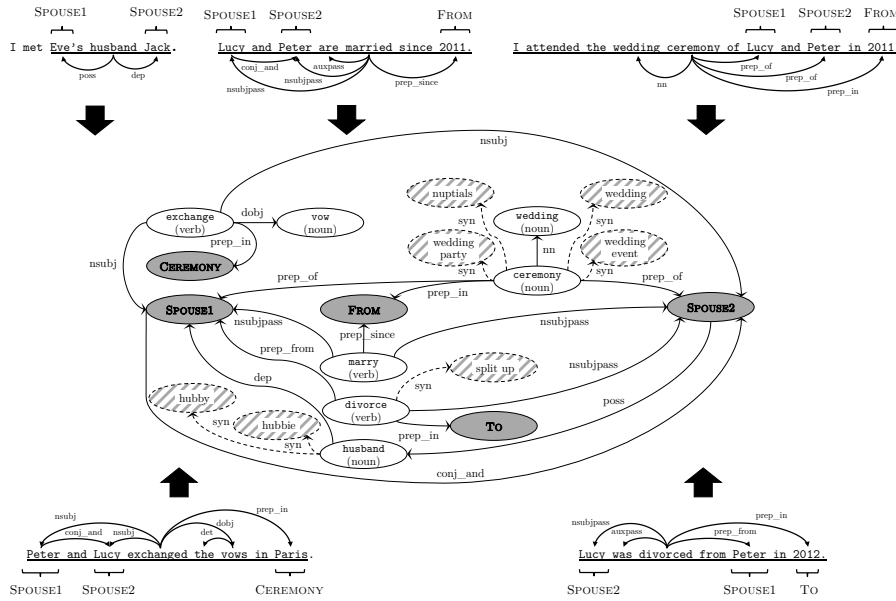 SPOUSE1 SPOUSE2
I met Eve's husband Jack.
poss dep
SPOUSE1 SPOUSE2 FROM
Lucy and Peter are married since 2011.
conj_and auxpass
nsubjpass
nsubjpass prep_since
SPOUSE1 SPOUSE2 FROM
I attended the wedding ceremony of Lucy and Peter in 2011.
nn prep_of
prep_of
prep_in
nsubj
exchange
(verb)
dobj
vow
(noun)
prep_in
nsubj
CEREMONY
nuptials
syn
wedding
(noun)
wedding
syn
wedding
party
syn
nn
wedding
event
syn
ceremony
(noun)
prep_of
prep_in
prep_of
SPOUSE1
FROM
SPOUSE2
nsubjpass
prep_since
nsubjpass
prep_from
marry
(verb)
dep
syn
split up
nsubjpass
hubby
syn
divorce
(verb)
poss
hubbie
syn
prep_in
TO
husband
(noun)
conj_and
prep_in
nsubj dobj
conj_and nsubj det
Peter and Lucy exchanged the vows in Paris.
SPOUSE1 SPOUSE2 CEREMONY
prep_in
nsubjpass
auxpass prep_from
Lucy was divorced from Peter in 2012.
SPOUSE2 SPOUSE1 TO